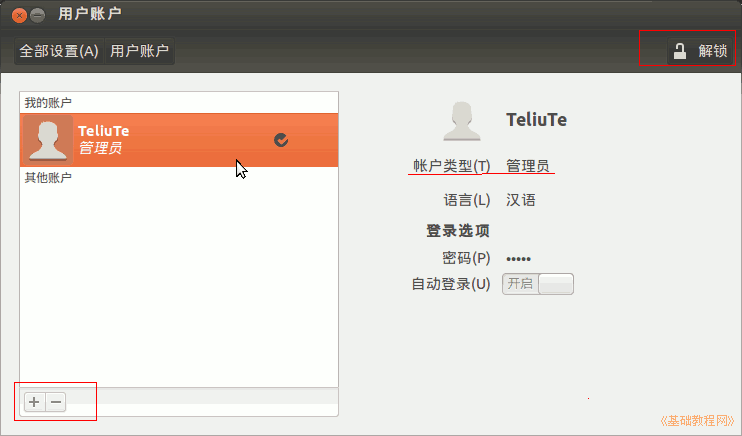 用户账户
全部设置(A) 用户账户 解锁
我的账户
TeliuTe
管理员
其他账户
TeliuTe
帐户类型(T) 管理员
语言(L) 汉语
登录选项
密码(P) •••••
自动登录(U) 开启
《基础教程网》